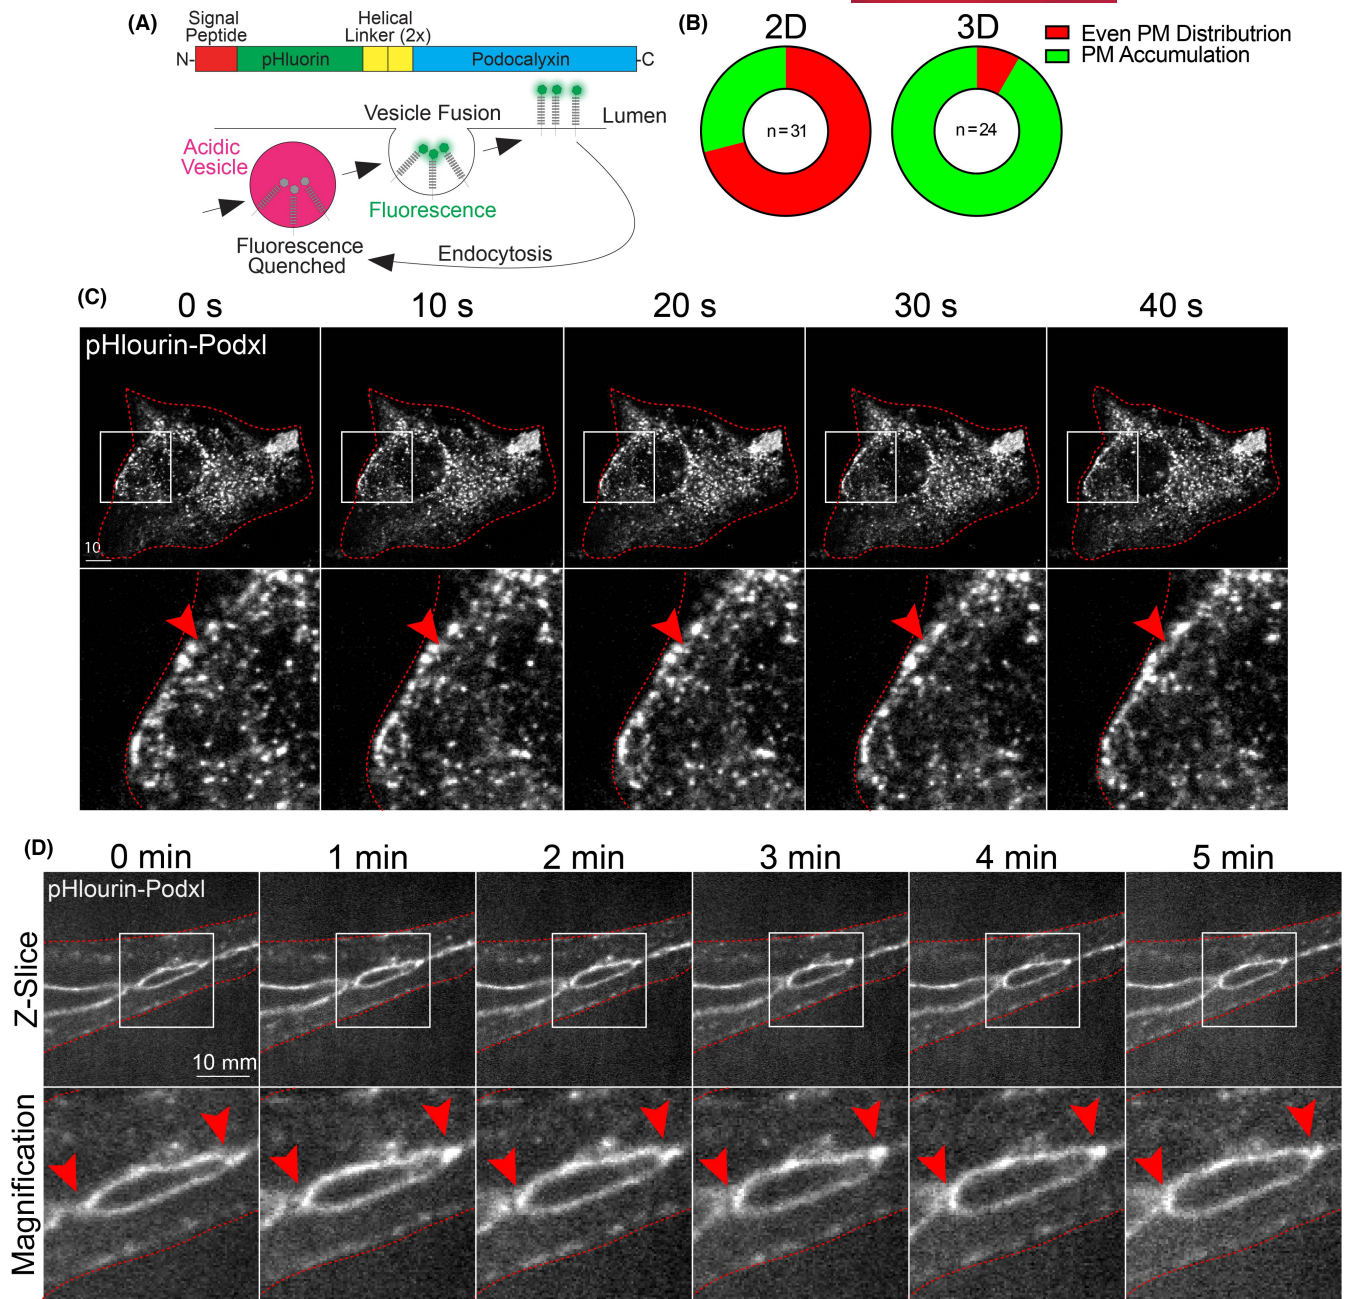 (A)
Signal
Peptide
Helical
Linker (2x)
N-
pHluorin
Podocalyxin
-C
Vesicle Fusion
Lumen
Acidic
Vesicle
Fluorescence
Fluorescence
Quenched
Endocytosis
(B)
2D
3D
n=31
n=24
Even PM Distribution
PM Accumulation
(C)
0 s
10 s
20 s
30 s
40 s
pHlourin-Podxl
10
(D)
0 min
1 min
2 min
3 min
4 min
5 min
pHlourin-Podxl
Z-Slice
10 mm
Magnification